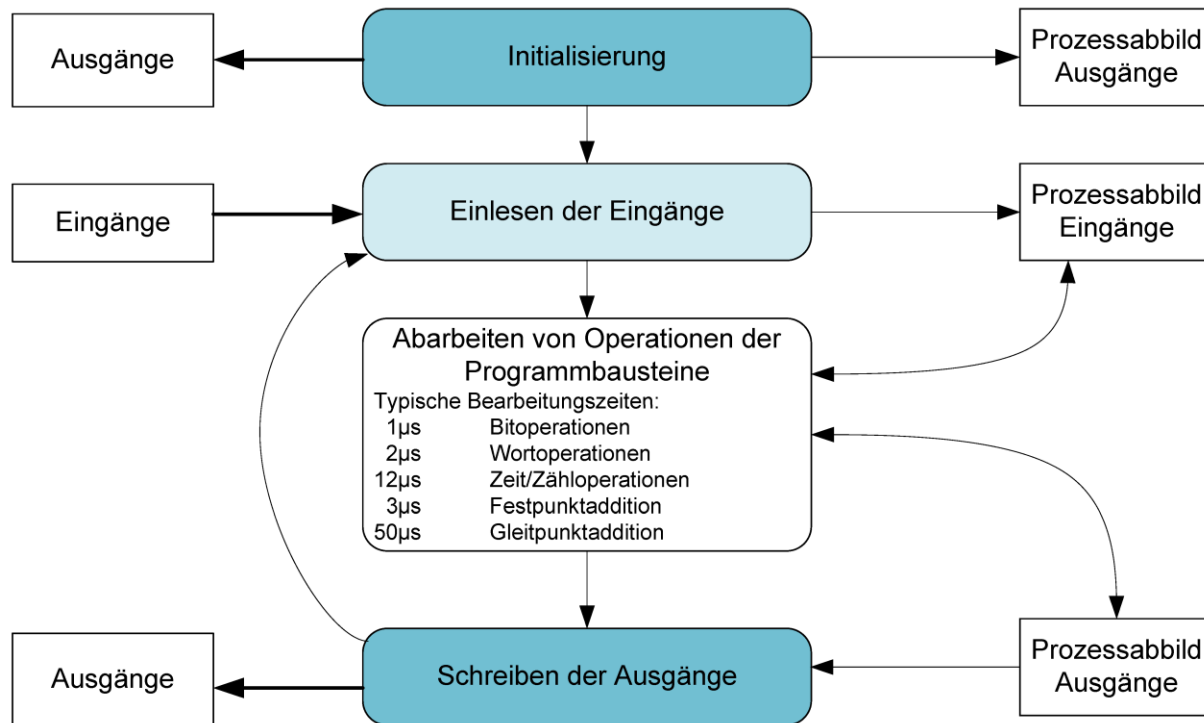 Ausgänge
Initialisierung
Prozessabbild
Ausgänge
Eingänge
Einlesen der Eingänge
Prozessabbild
Eingänge
Abarbeiten von Operationen der
Programmbausteine
Typische Bearbeitungszeiten:
1µs Bitoperationen
2µs Wortoperationen
12µs Zeit/Zähloperationen
3µs Festpunktaddition
50µs Gleitpunktaddition
Ausgänge
Schreiben der Ausgänge
Prozessabbild
Ausgänge